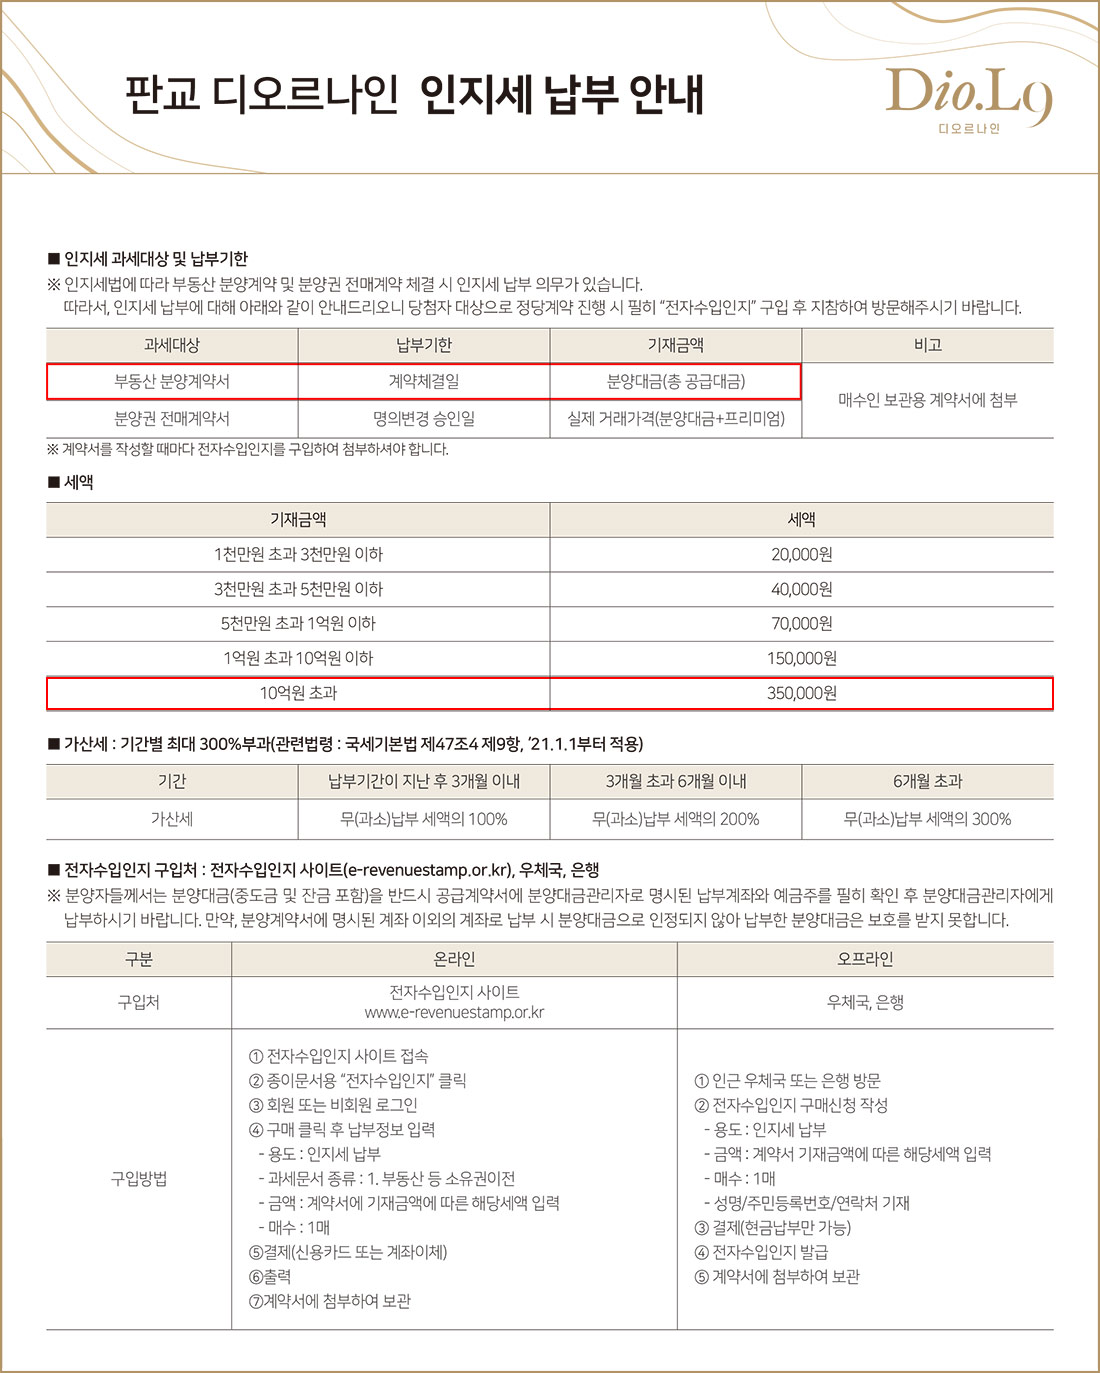 판교 디오르나인 인지세 납부 안내
Dio.L9
디오르나인
■ 인지세 과세대상 및 납부기한
※ 인지세법에 따라 부동산 분양계약 및 분양권 전매계약 체결 시 인지세 납부 의무가 있습니다.
따라서, 인지세 납부에 대해 아래와 같이 안내드리오니 당첨자 대상으로 정당계약 진행 시 필히 “전자수입인지” 구입 후 지참하여 방문해주시기 바랍니다.
과세대상 납부기한 기재금액 비고
부동산 분양계약서 계약체결일 분양대금(총 공급대금)
매수인 보관용 계약서에 첨부
분양권 전매계약서 명의변경 승인일 실제 거래가격(분양대금+프리미엄)
※ 계약서를 작성할 때마다 전자수입인지를 구입하여 첨부하셔야 합니다.
■ 세액
기재금액 세액
1천만원 초과 3천만원 이하 20,000원
3천만원 초과 5천만원 이하 40,000원
5천만원 초과 1억원 이하 70,000원
1억원 초과 10억원 이하 150,000원
10억원 초과 350,000원
■ 가산세 : 기간별 최대 300%부과(관련법령 : 국세기본법 제47조4 제9항, ’21.1.1부터 적용)
기간 납부기간이 지난 후 3개월 이내 3개월 초과 6개월 이내 6개월 초과
가산세 무(과소)납부 세액의 100% 무(과소)납부 세액의 200% 무(과소)납부 세액의 300%
■ 전자수입인지 구입처 : 전자수입인지 사이트(e-revenuestamp.or.kr), 우체국, 은행
※ 분양자들께서는 분양대금(중도금 및 잔금 포함)을 반드시 공급계약서에 분양대금관리자로 명시된 납부계좌와 예금주를 필히 확인 후 분양대금관리자에게
납부하시기 바랍니다. 만약, 분양계약서에 명시된 계좌 이외의 계좌로 납부 시 분양대금으로 인정되지 않아 납부한 분양대금은 보호를 받지 못합니다.
구분 온라인 오프라인
구입처 전자수입인지 사이트 우체국, 은행
www.e-revenuestamp.or.kr
구입방법
① 전자수입인지 사이트 접속
② 종이문서용 “전자수입인지” 클릭
③ 회원 또는 비회원 로그인
④ 구매 클릭 후 납부정보 입력
- 용도 : 인지세 납부
- 과세문서 종류 : 1. 부동산 등 소유권이전
- 금액 : 계약서에 기재금액에 따른 해당세액 입력
- 매수 : 1매
⑤결제(신용카드 또는 계좌이체)
⑥출력
⑦계약서에 첨부하여 보관
① 인근 우체국 또는 은행 방문
② 전자수입인지 구매신청 작성
- 용도 : 인지세 납부
- 금액 : 계약서 기재금액에 따른 해당세액 입력
- 매수 : 1매
- 성명/주민등록번호/연락처 기재
③ 결제(현금납부만 가능)
④ 전자수입인지 발급
⑤ 계약서에 첨부하여 보관